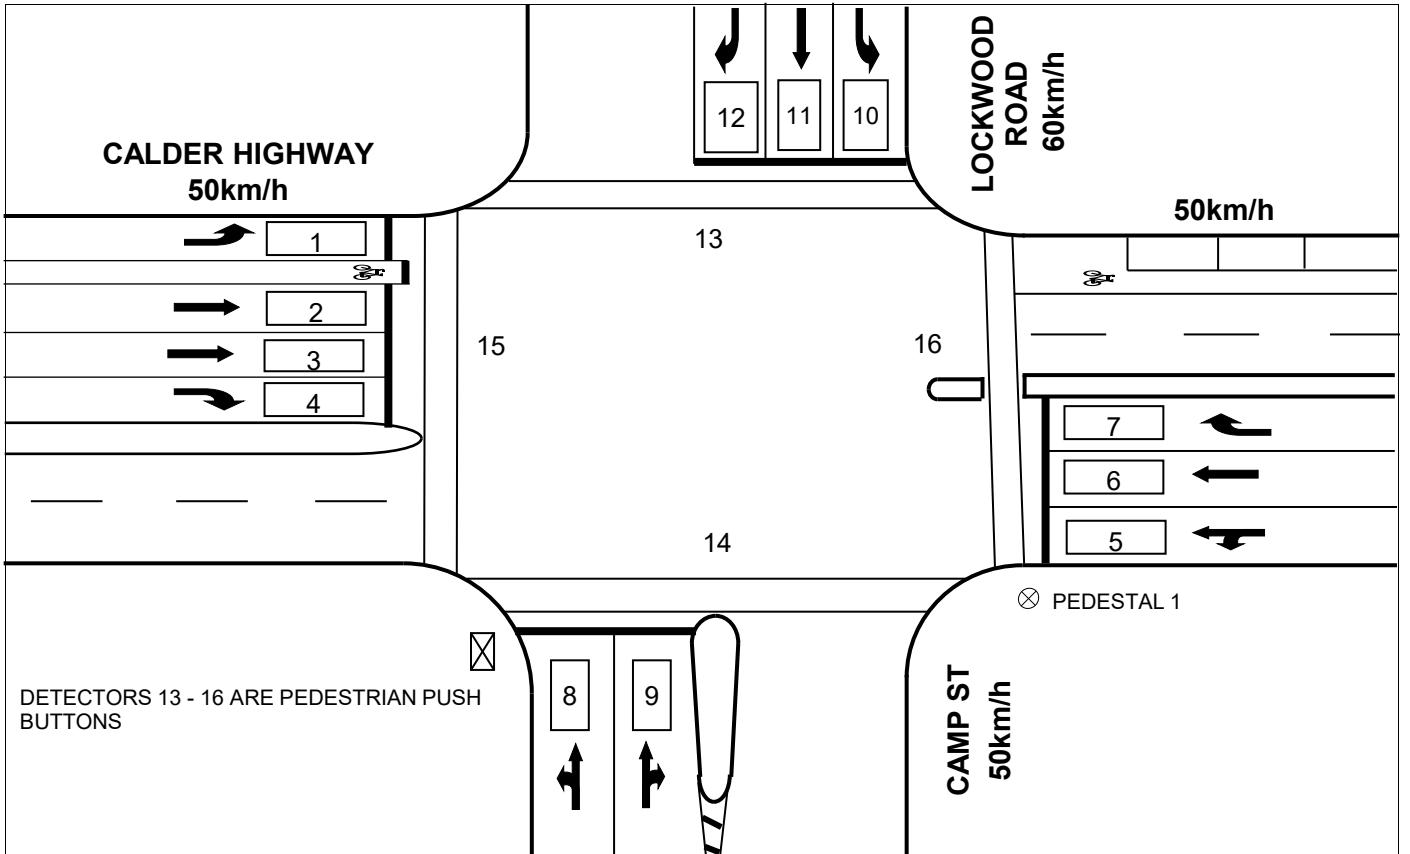 12
11
10
LOCKWOOD
ROAD
60km/h
CALDER HIGHWAY
50km/h
50km/h
1
13
2
15
16
3
4
7
6
14
5
PEDESTAL 1
DETECTORS 13 - 16 ARE PEDESTRIAN PUSH
BUTTONS
8
9
CAMP ST
50km/h